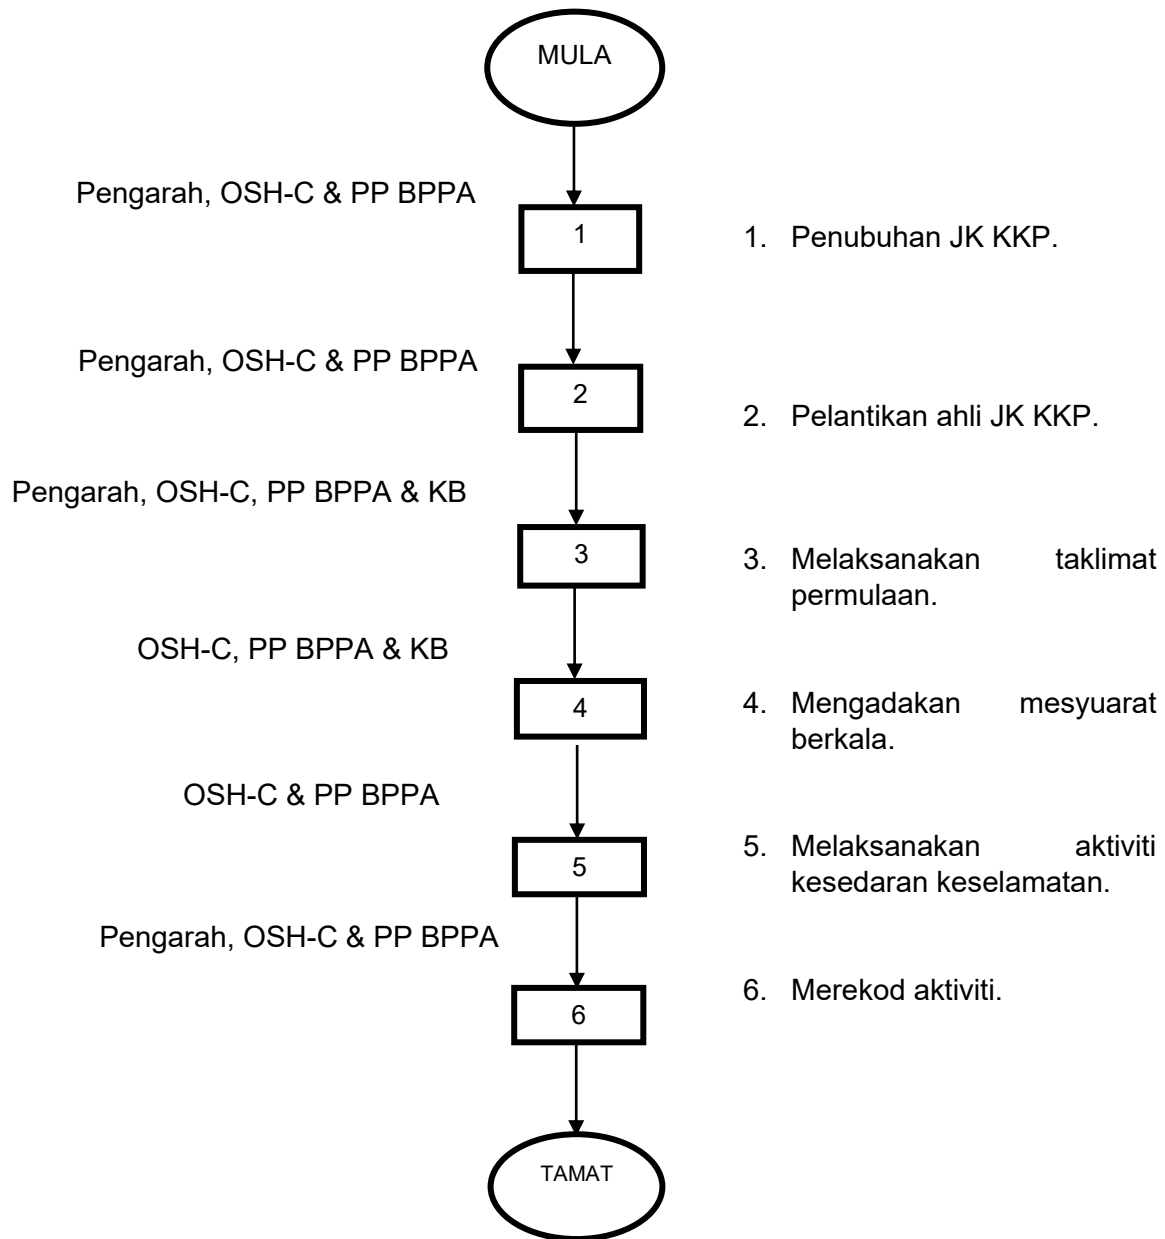 MULA
Pengarah, OSH-C & PP BPPA
1
1. Penubuhan JK KKP.
Pengarah, OSH-C & PP BPPA
2
2. Pelantikan ahli JK KKP.
Pengarah, OSH-C, PP BPPA & KB
3
3. Melaksanakan taklimat
permulaan.
OSH-C, PP BPPA & KB
4
4. Mengadakan mesyuarat
berkala.
OSH-C & PP BPPA
5
5. Melaksanakan aktiviti
kesedaran keselamatan.
Pengarah, OSH-C & PP BPPA
6
6. Merekod aktiviti.
TAMAT